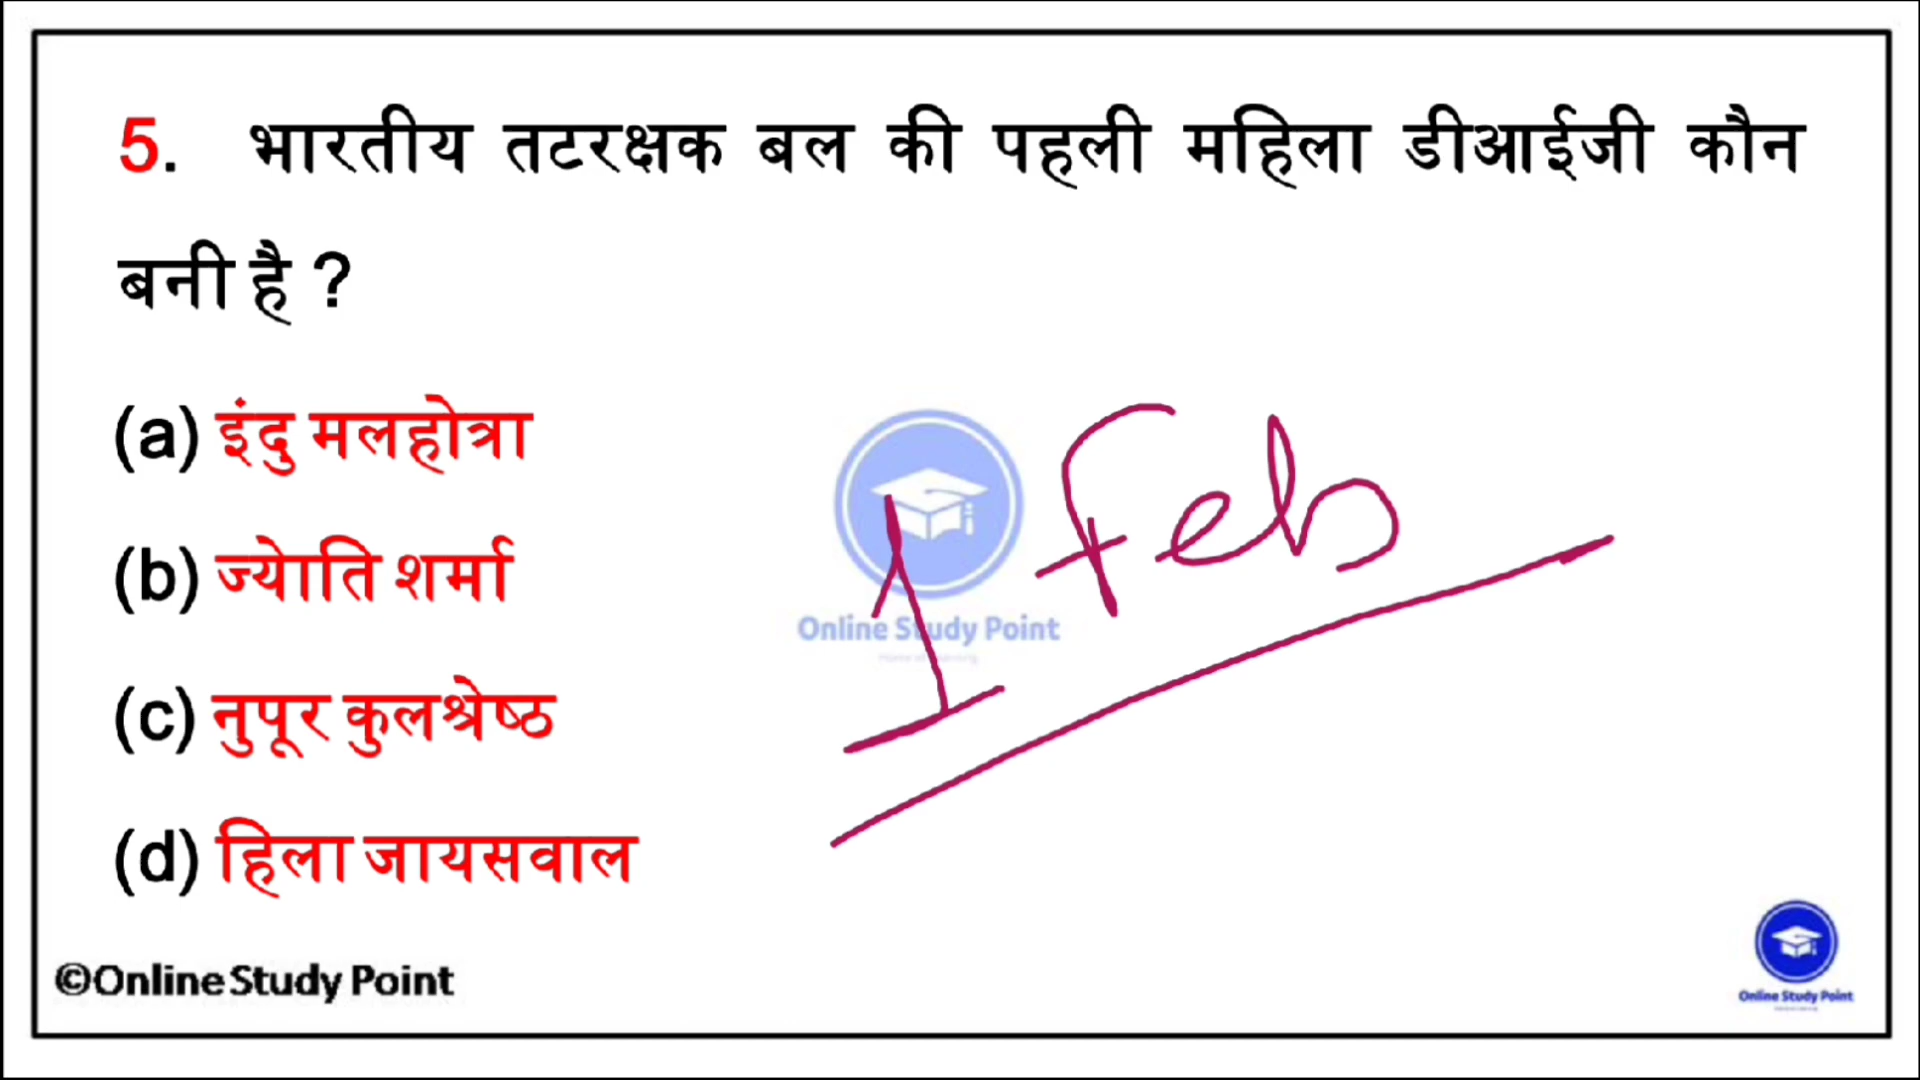 5. भारतीय तटरक्षक बल की पहली महिला डीआईजी कौन
बनी है ?
(a) इंदु मलहोत्रा
(b) ज्योति शर्मा
(c) नुपूर कुलश्रेष्ठ
(d) हिला जायसवाल
1 Feb
Online Study Point
©Online Study Point
Online Study Point